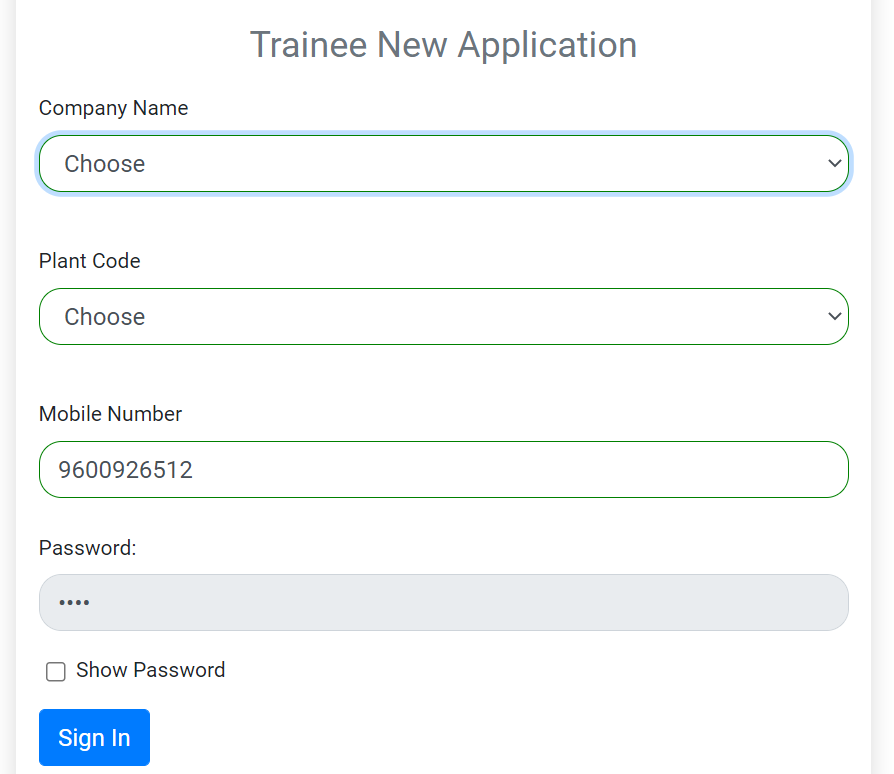 Trainee New Application
Company Name
Choose
Plant Code
Choose
Mobile Number
9600926512
Password:
••••
Show Password
Sign In